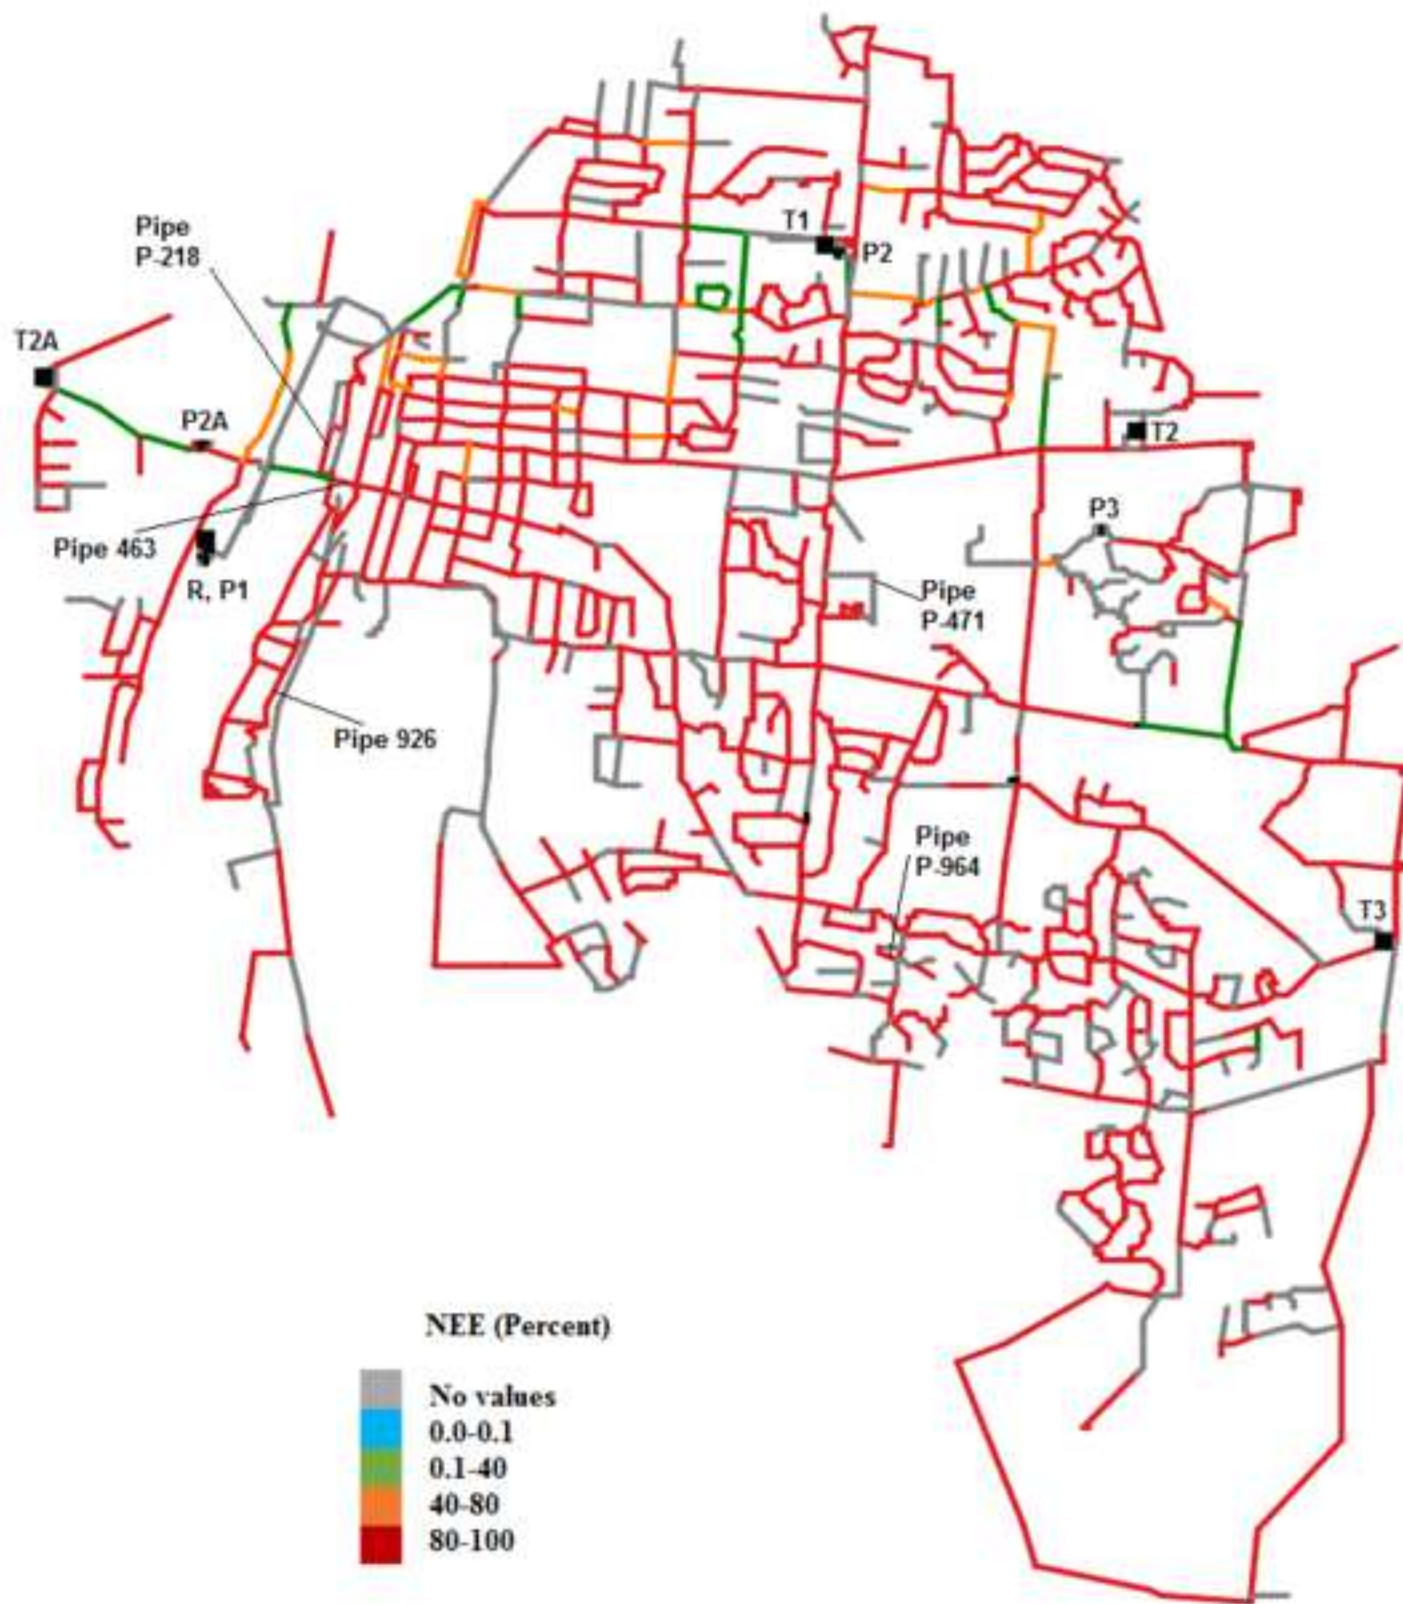 T1
P2
Pipe
P-218
T2A
P2A
T2
P3
Pipe 463
R, P1
Pipe
P-471
Pipe 926
Pipe
P-964
T3
NEE (Percent)
No values
0.0-0.1
0.1-40
40-80
80-100